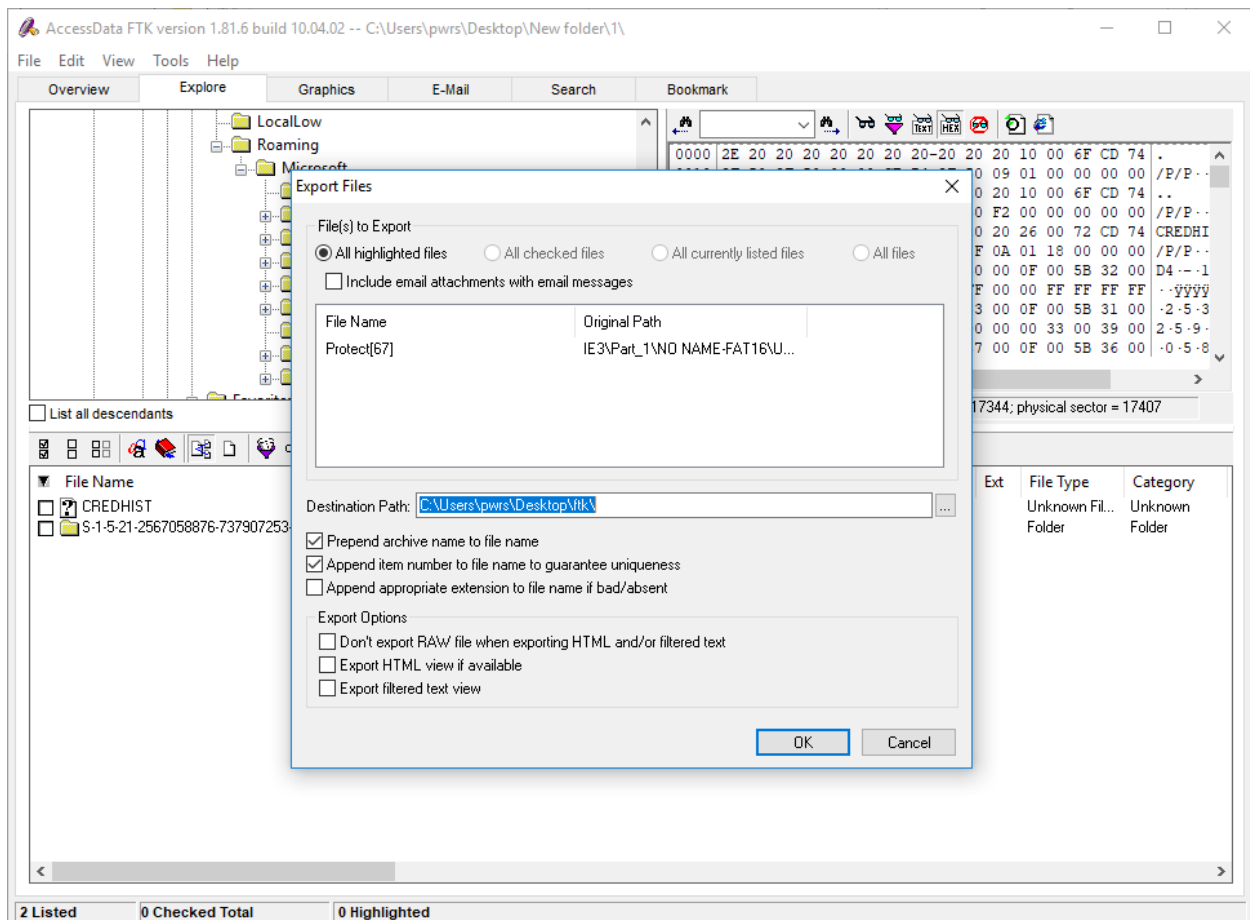 AccessData FTK version 1.81.6 build 10.04.02 -- C:\Users\pwrs\Desktop\New folder\1\
File Edit View Tools Help
Overview Explore Graphics E-Mail Search Bookmark
LocalLow
Roaming
Microsoft
TEXT HEX
0000 2E 20 20 20 20 20 20 20-20 20 20 10 00 6F CD 74 .
09 01 00 00 00 00 /P/P··
20 10 00 6F CD 74 ..
F2 00 00 00 00 00 /P/P··
20 26 00 72 CD 74 CREDHI
0A 01 18 00 00 00 /P/P··
00 0F 00 5B 32 00 D4·-·1
00 00 FF FF FF FF ··ÿÿÿÿ
00 0F 00 5B 31 00 ·2·5·3
00 00 33 00 39 00 2·5·9·
00 0F 00 5B 36 00 ·0·5·8
17344; physical sector = 17407
List all descendants
Export Files
File(s) to Export
All highlighted files All checked files All currently listed files All files
Include email attachments with email messages
File Name Original Path
Protect[67] IE3\Part_1\NO NAME-FAT16\U...
Destination Path: C:\Users\pwrs\Desktop\ftk\ ...
Prepend archive name to file name
Append item number to file name to guarantee uniqueness
Append appropriate extension to file name if bad/absent
Export Options
Don't export RAW file when exporting HTML and/or filtered text
Export HTML view if available
Export filtered text view
OK Cancel
File Name Ext File Type Category
CREDHIST Unknown Fil... Unknown
S-1-5-21-2567058876-737907253- Folder Folder
2 Listed 0 Checked Total 0 Highlighted